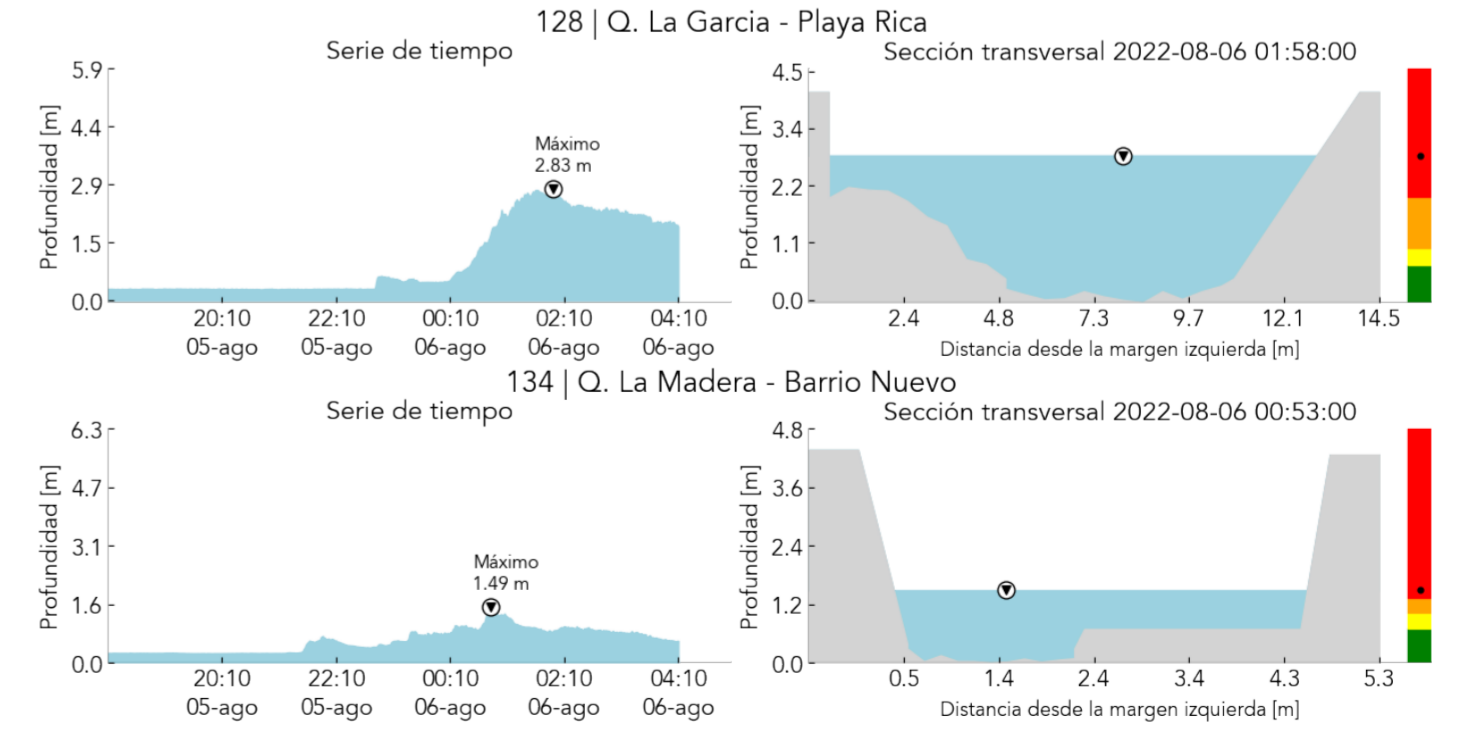 128 | Q. La Garcia - Playa Rica
Serie de tiempo
Profundidad [m]
5.9
4.4
2.9
1.5
0.0
Máximo
2.83 m
20:10 22:10 00:10 02:10 04:10
05-ago 05-ago 06-ago 06-ago 06-ago
Sección transversal 2022-08-06 01:58:00
Profundidad [m]
4.5
3.4
2.2
1.1
0.0
2.4 4.8 7.3 9.7 12.1 14.5
Distancia desde la margen izquierda [m]
134 | Q. La Madera - Barrio Nuevo
Serie de tiempo
Profundidad [m]
6.3
4.7
3.1
1.6
0.0
Máximo
1.49 m
20:10 22:10 00:10 02:10 04:10
05-ago 05-ago 06-ago 06-ago 06-ago
Sección transversal 2022-08-06 00:53:00
Profundidad [m]
4.8
3.6
2.4
1.2
0.0
0.5 1.4 2.4 3.4 4.3 5.3
Distancia desde la margen izquierda [m]